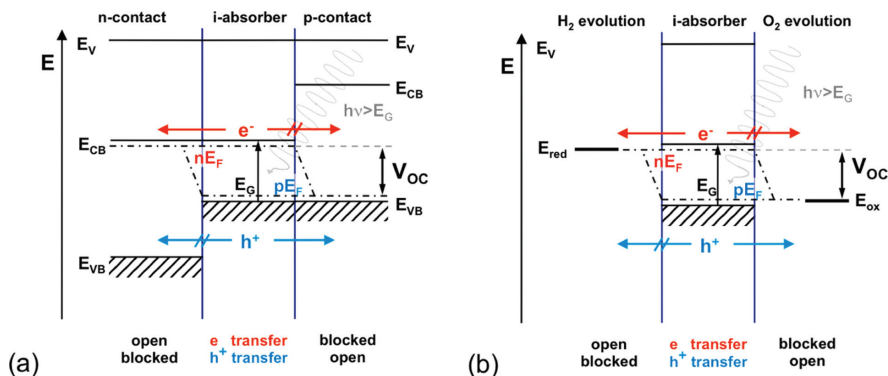 n-contact i-absorber p-contact
E_V E_V
E
E_CB
hν>E_G
e⁻
E_CB
nE_F
V_OC
E_G pE_F
E_VB
h⁺
E_VB
open e⁻ transfer blocked
blocked h⁺ transfer open
(a)
H₂ evolution i-absorber O₂ evolution
E_V
E
hν>E_G
e⁻
E_red
nE_F
V_OC
E_G pE_F
E_ox
h⁺
open e⁻ transfer blocked
blocked h⁺ transfer open
(b)